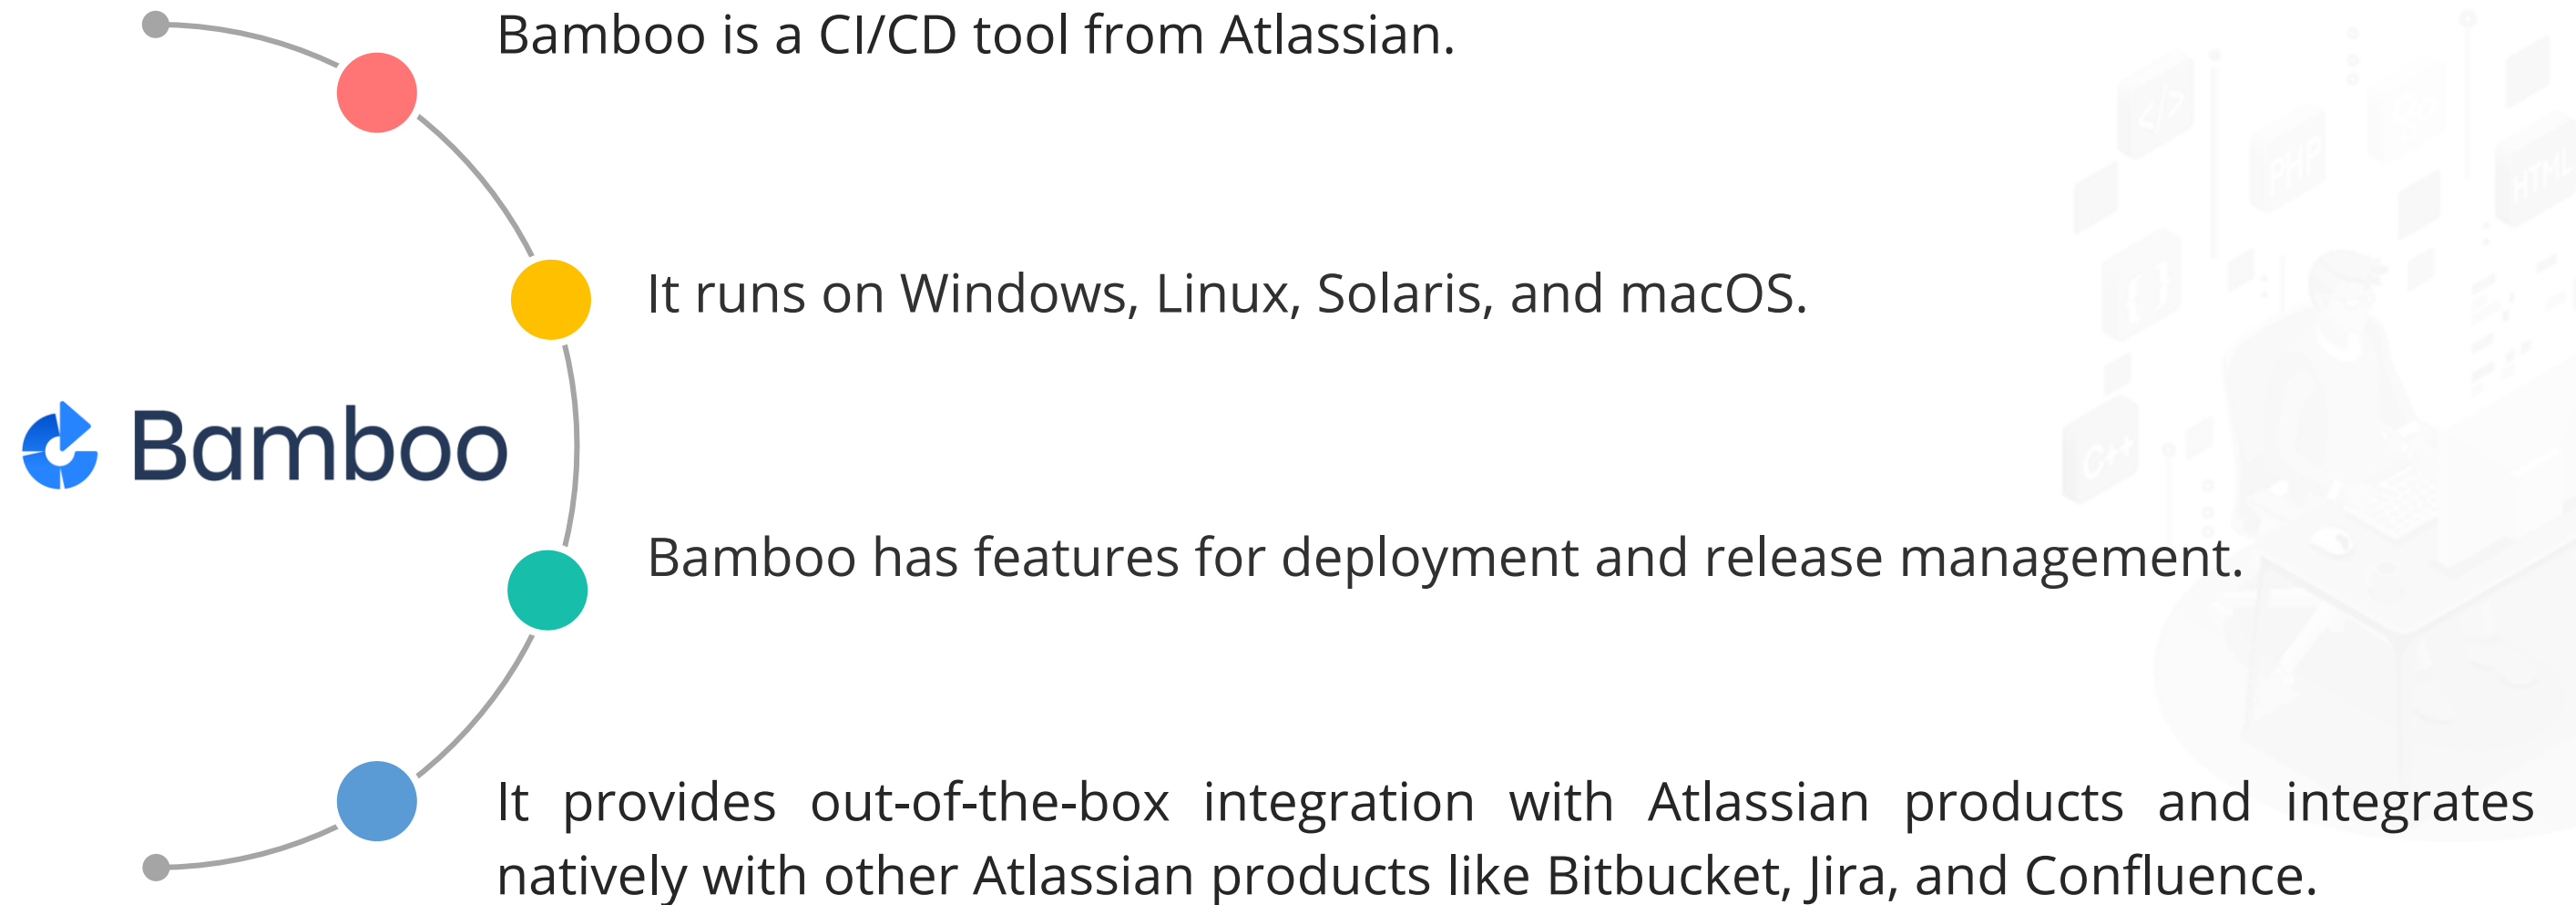 Bamboo is a CI/CD tool from Atlassian.
</>
PHP
HTML
It runs on Windows, Linux, Solaris, and macOS.
{ }
Bamboo
C++
Bamboo has features for deployment and release management.
It provides out-of-the-box integration with Atlassian products and integrates
natively with other Atlassian products like Bitbucket, Jira, and Confluence.